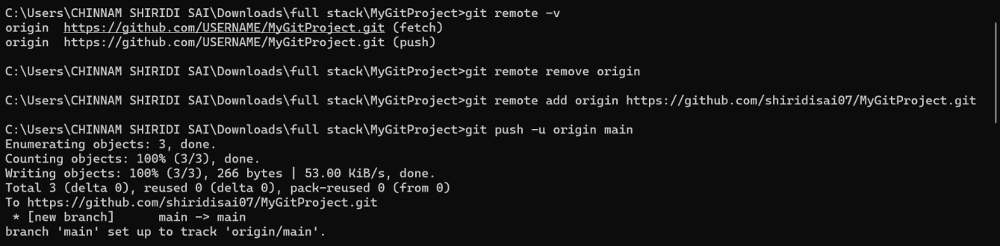 C:\Users\CHINNAM SHIRIDI SAI\Downloads\full stack\MyGitProject>git remote -v
origin  https://github.com/USERNAME/MyGitProject.git (fetch)
origin  https://github.com/USERNAME/MyGitProject.git (push)
C:\Users\CHINNAM SHIRIDI SAI\Downloads\full stack\MyGitProject>git remote remove origin
C:\Users\CHINNAM SHIRIDI SAI\Downloads\full stack\MyGitProject>git remote add origin https://github.com/shiridisai07/MyGitProject.git
C:\Users\CHINNAM SHIRIDI SAI\Downloads\full stack\MyGitProject>git push -u origin main
Enumerating objects: 3, done.
Counting objects: 100% (3/3), done.
Writing objects: 100% (3/3), 266 bytes | 53.00 KiB/s, done.
Total 3 (delta 0), reused 0 (delta 0), pack-reused 0 (from 0)
To https://github.com/shiridisai07/MyGitProject.git
 * [new branch]      main -> main
branch 'main' set up to track 'origin/main'.